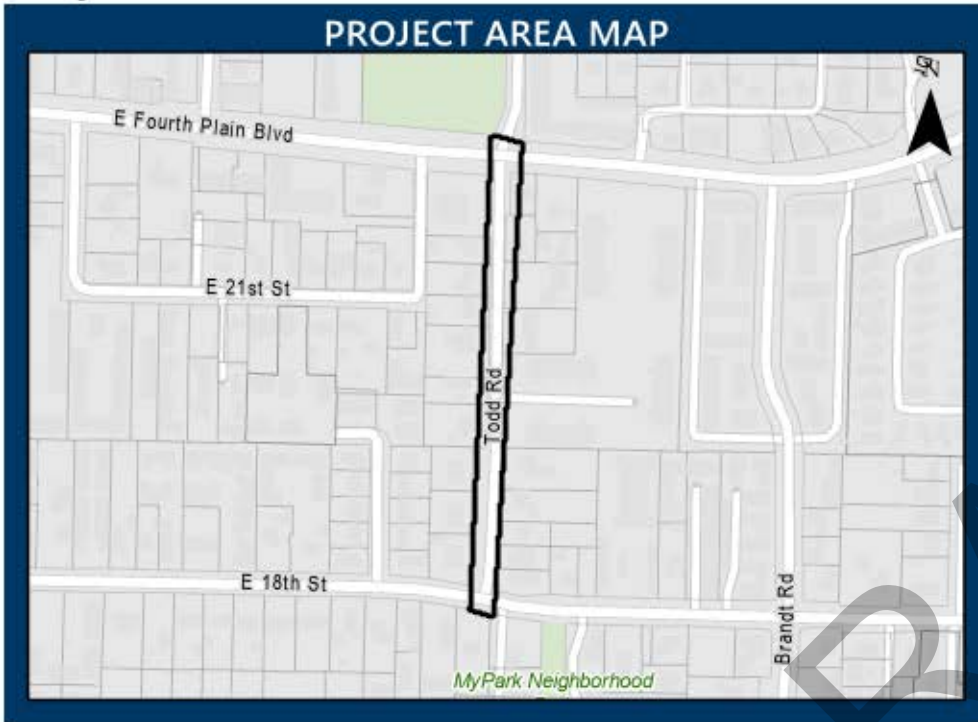 PROJECT AREA MAP
E Fourth Plain Blvd
E 21st St
Todd Rd
E 18th St
Brandt Rd
MyPark Neighborhood